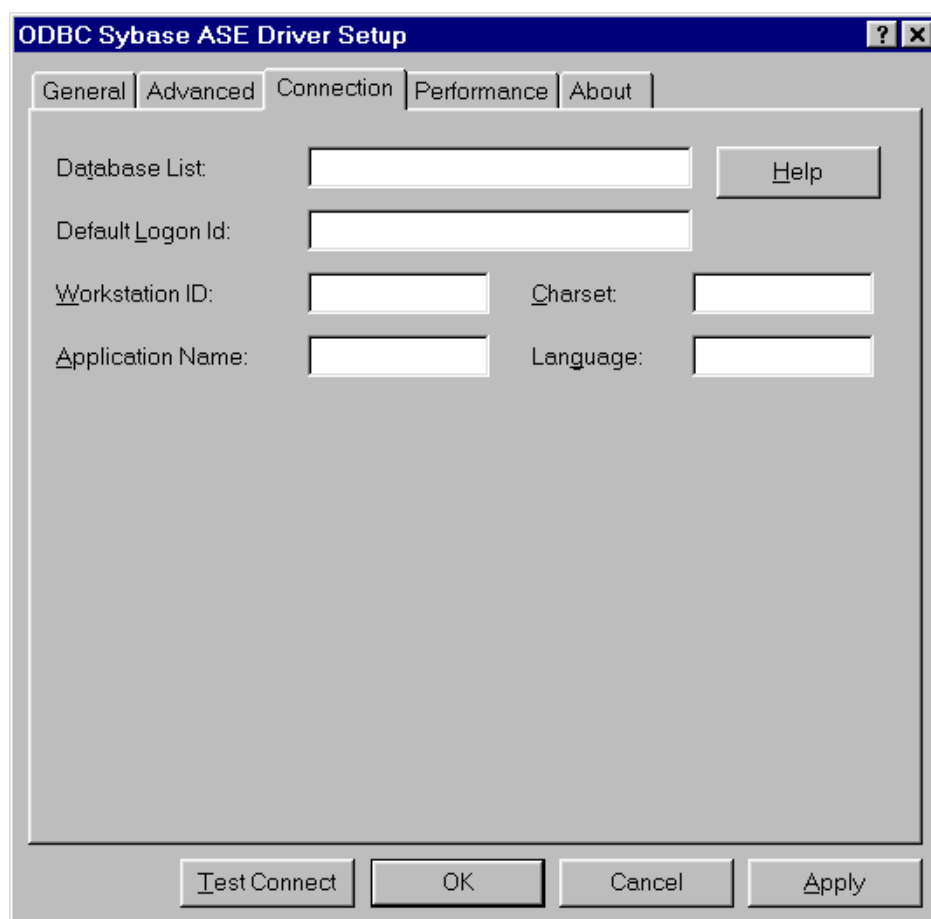 ODBC Sybase ASE Driver Setup ? ×
General Advanced Connection Performance About
Database List: Help
Default Logon Id:
Workstation ID: Charset:
Application Name: Language:
Test Connect OK Cancel Apply